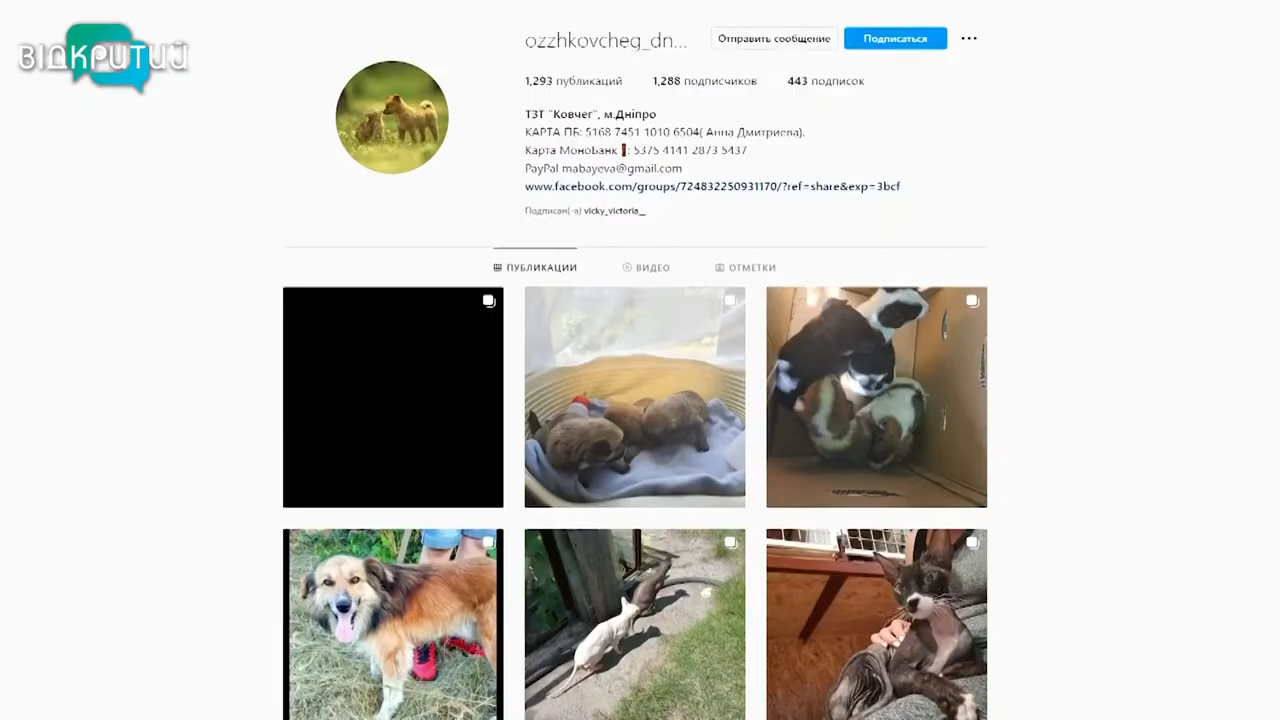 ВІДКРИТИЙ
ozzhkovcheg_dn...
Отправить сообщение
Подписаться
1,293 публикаций 1,288 подписчиков 443 подписок
ТЗТ "Ковчег", м.Дніпро
КАРТА ПБ: 5168 7451 1010 6504( Анна Дмитриева).
Карта МоноБанк : 5375 4141 2873 5437
PayPal mabayeva@gmail.com
www.facebook.com/groups/724832250931170/?ref=share&exp=3bcf
Подписан(-а) vicky_victoria__
ПУБЛИКАЦИИ ВИДЕО ОТМЕТКИ